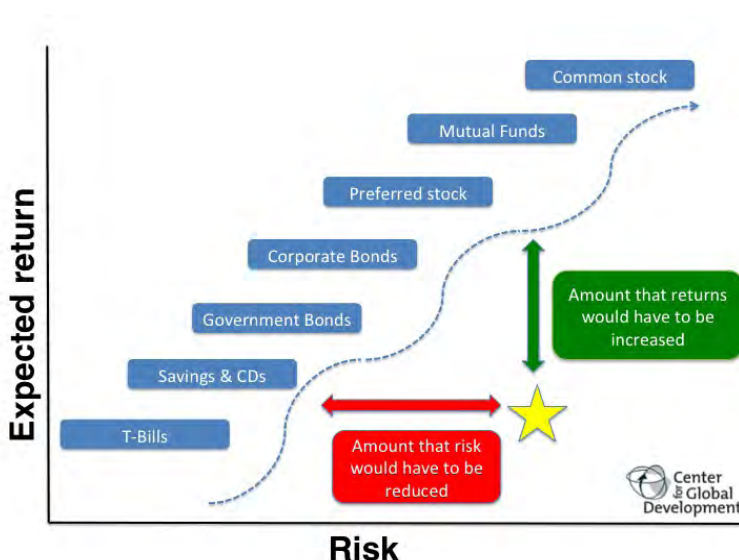 Common stock
Mutual Funds
Preferred stock
Corporate Bonds
Government Bonds
Savings & CDs
T-Bills
Expected return
Amount that returns
would have to be
increased
Amount that risk
would have to be
reduced
Center
for Global
Development
Risk